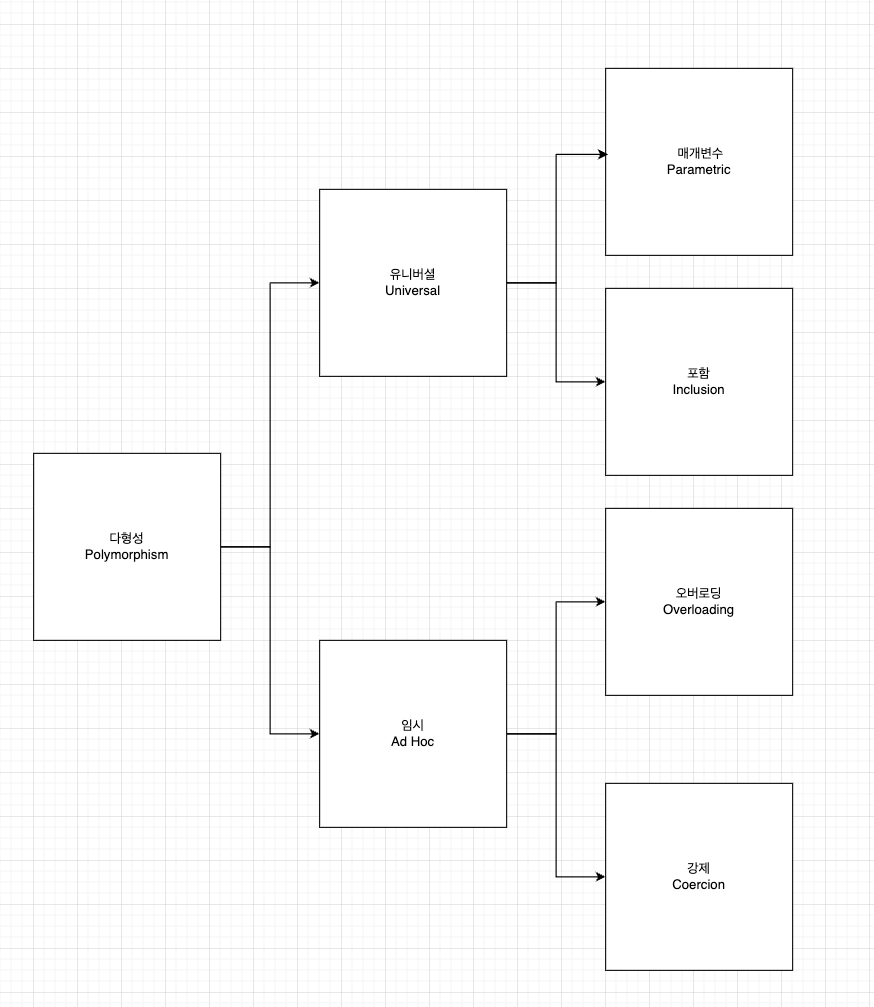 매개변수
Parametric
유니버셜
Universal
포함
Inclusion
다형성
Polymorphism
오버로딩
Overloading
임시
Ad Hoc
강제
Coercion